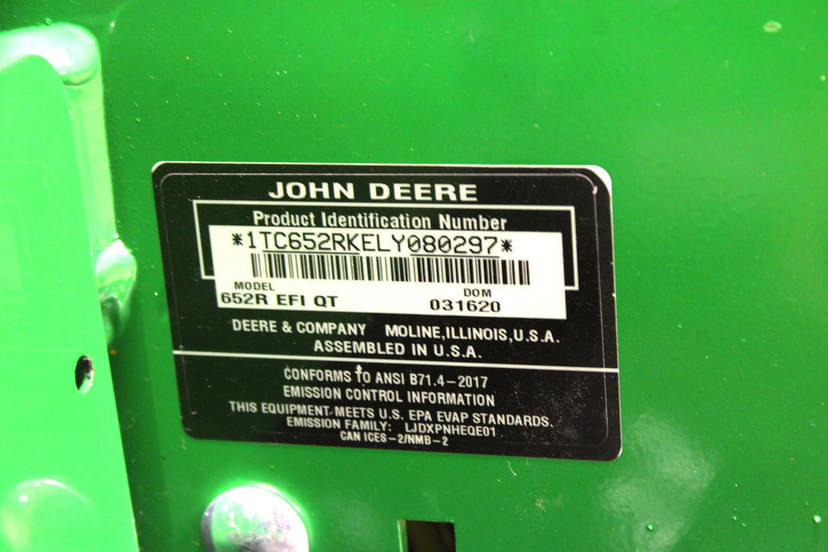 JOHN DEERE
Product Identification Number
*1TC652RKELY080297*
MODEL DOM
652R EFI QT 031620
DEERE & COMPANY MOLINE, ILLINOIS, U.S.A.
ASSEMBLED IN U.S.A.
CONFORMS TO ANSI B71.4-2017
EMISSION CONTROL INFORMATION
THIS EQUIPMENT MEETS U.S. EPA EVAP STANDARDS.
EMISSION FAMILY: LJDXPNHEQE01
CAN ICES-2/NMB-2